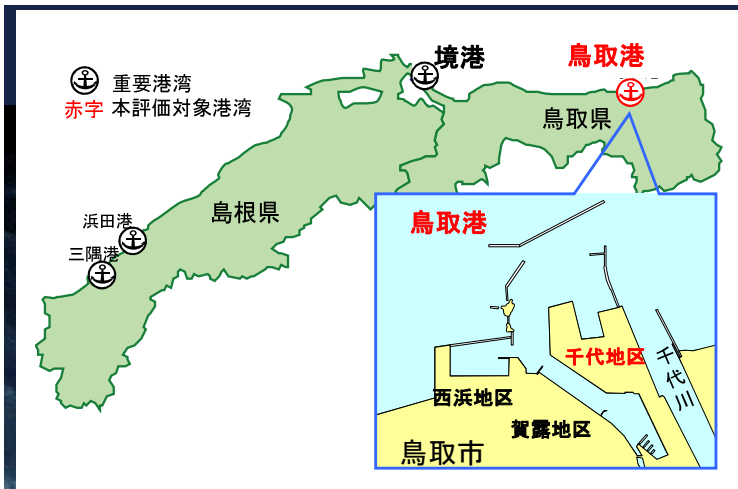 境港
鳥取港
重要港湾
赤字 本評価対象港湾
鳥取県
島根県
浜田港
三隅港
鳥取港
千代地区
千代川
西浜地区
賀露地区
鳥取市